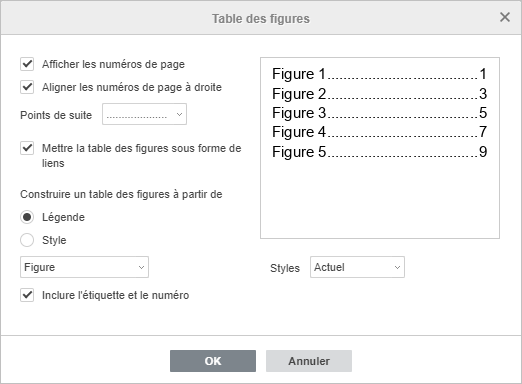 Table des figures
Afficher les numéros de page
Aligner les numéros de page à droite
Points de suite ....................
Mettre la table des figures sous forme de
liens
Construire un table des figures à partir de
Légende
Style
Figure
Inclure l'étiquette et le numéro
Figure 1.....................................1
Figure 2.....................................3
Figure 3.....................................5
Figure 4.....................................7
Figure 5.....................................9
Styles Actuel
OK Annuler